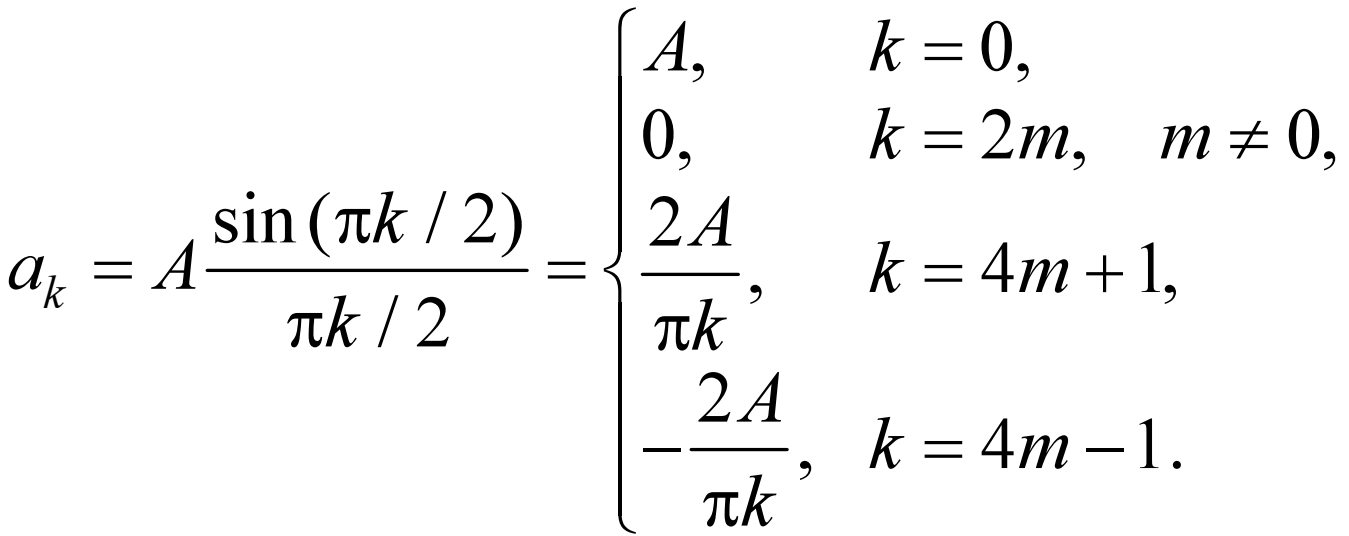 a_k = A sin(πk / 2) / πk / 2 = {
A, k = 0,
0, k = 2m, m ≠ 0,
2A / πk, k = 4m + 1,
− 2A / πk, k = 4m − 1.